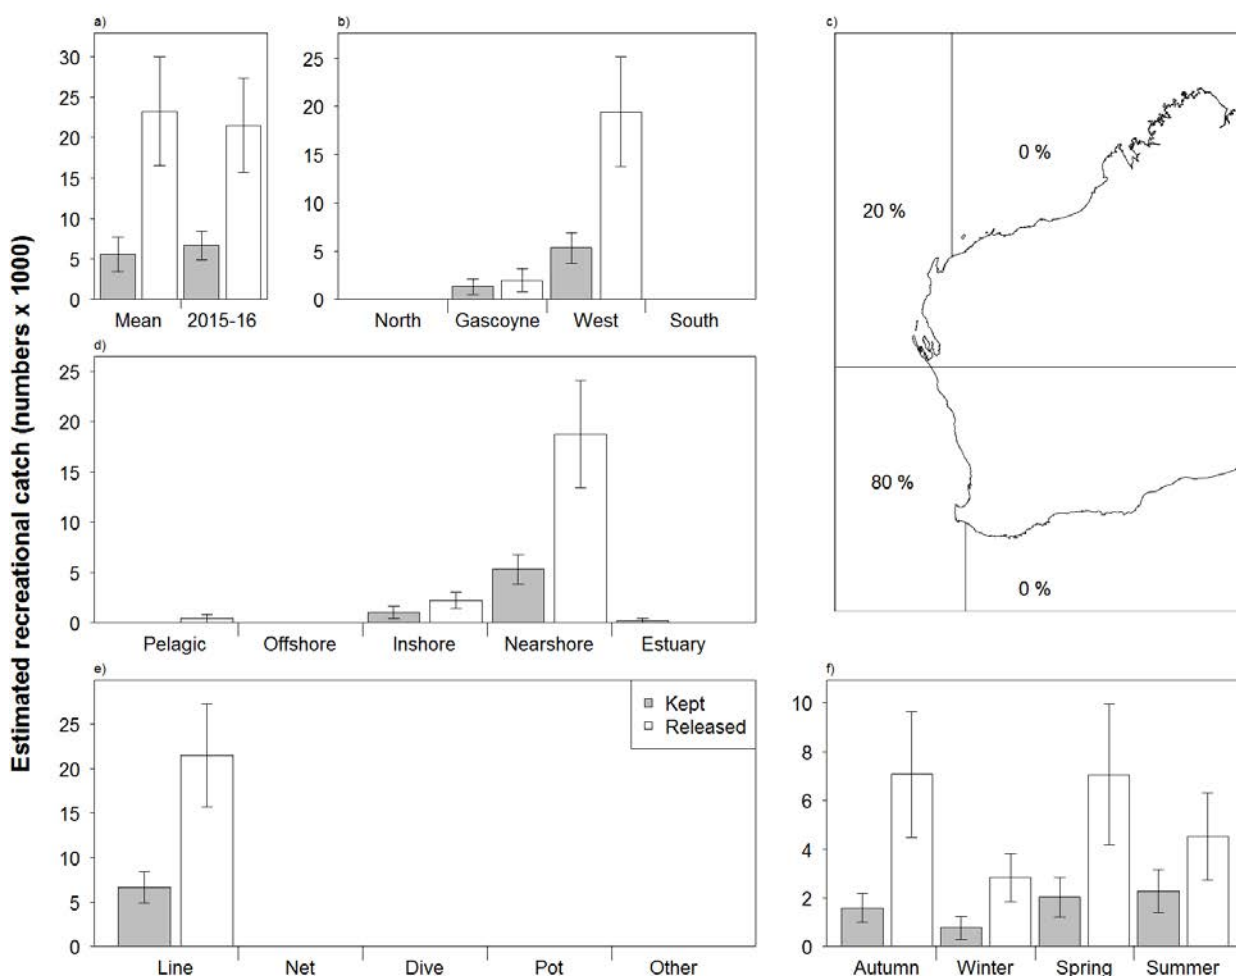 a)
30
25
20
15
10
5
0
Mean 2015-16
b)
25
20
15
10
5
0
North Gascoyne West South
c)
0 %
20 %
80 %
0 %
Estimated recreational catch (numbers x 1000)
d)
25
20
15
10
5
0
Pelagic Offshore Inshore Nearshore Estuary
e)
25
20
15
10
5
0
Kept
Released
Line Net Dive Pot Other
f)
10
8
6
4
2
0
Autumn Winter Spring Summer